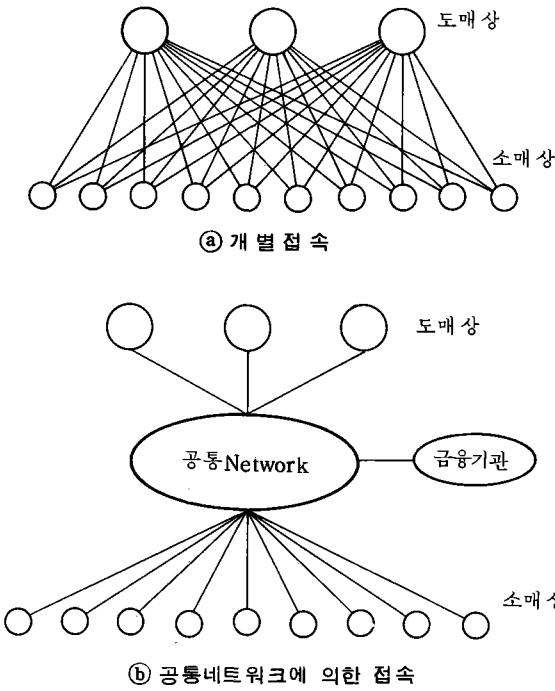 도매상
소매상
ⓐ 개별접속
도매상
공통Network
금융기관
소매상
ⓑ 공통네트워크에 의한 접속